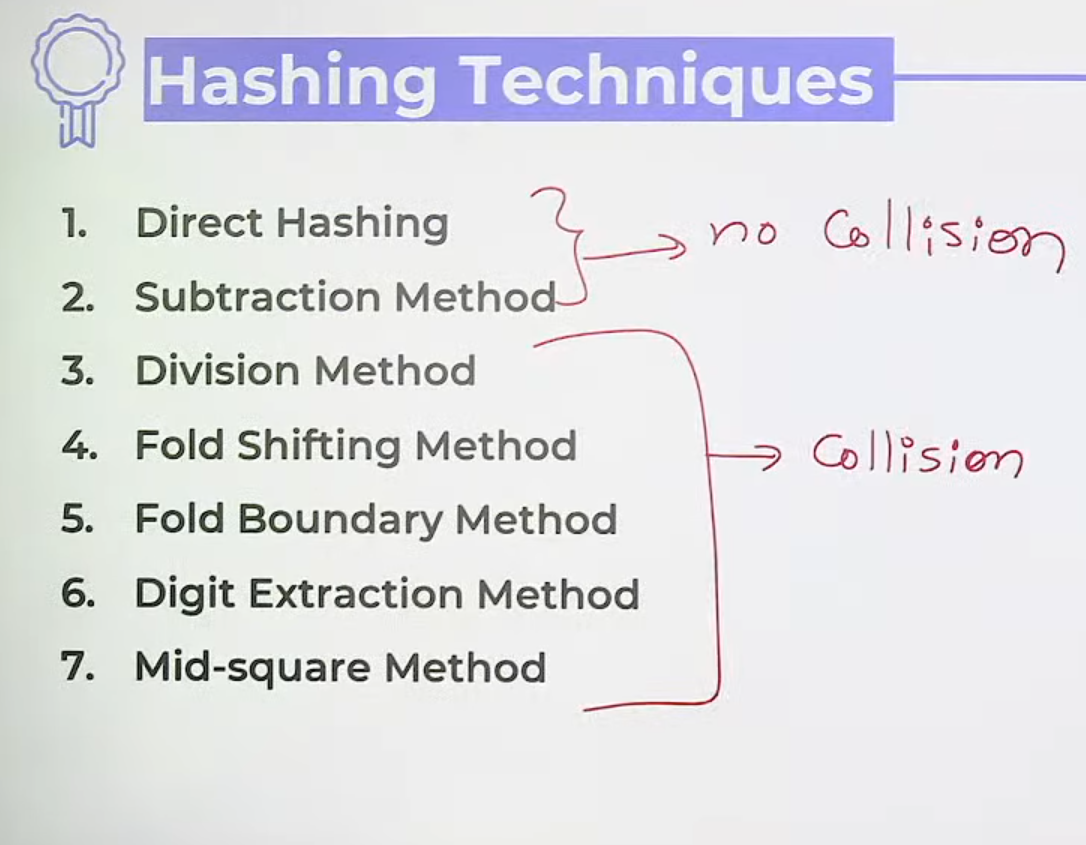 Hashing Techniques
1. Direct Hashing
no Collision
2. Subtraction Method
3. Division Method
4. Fold Shifting Method
Collision
5. Fold Boundary Method
6. Digit Extraction Method
7. Mid-square Method